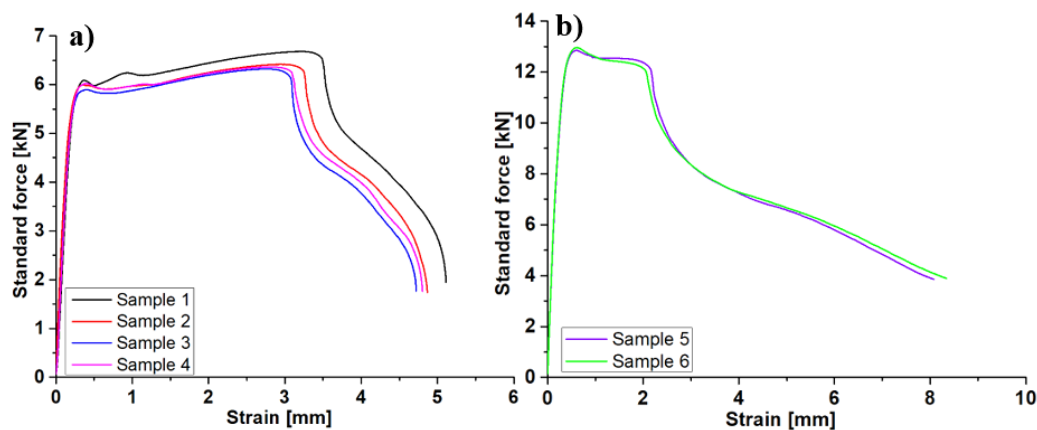 a)
Standard force [kN]
7
6
5
4
3
2
1
0
Sample 1
Sample 2
Sample 3
Sample 4
0 1 2 3 4 5 6
Strain [mm]
b)
Standard force [kN]
14
12
10
8
6
4
2
0
Sample 5
Sample 6
0 2 4 6 8 10
Strain [mm]